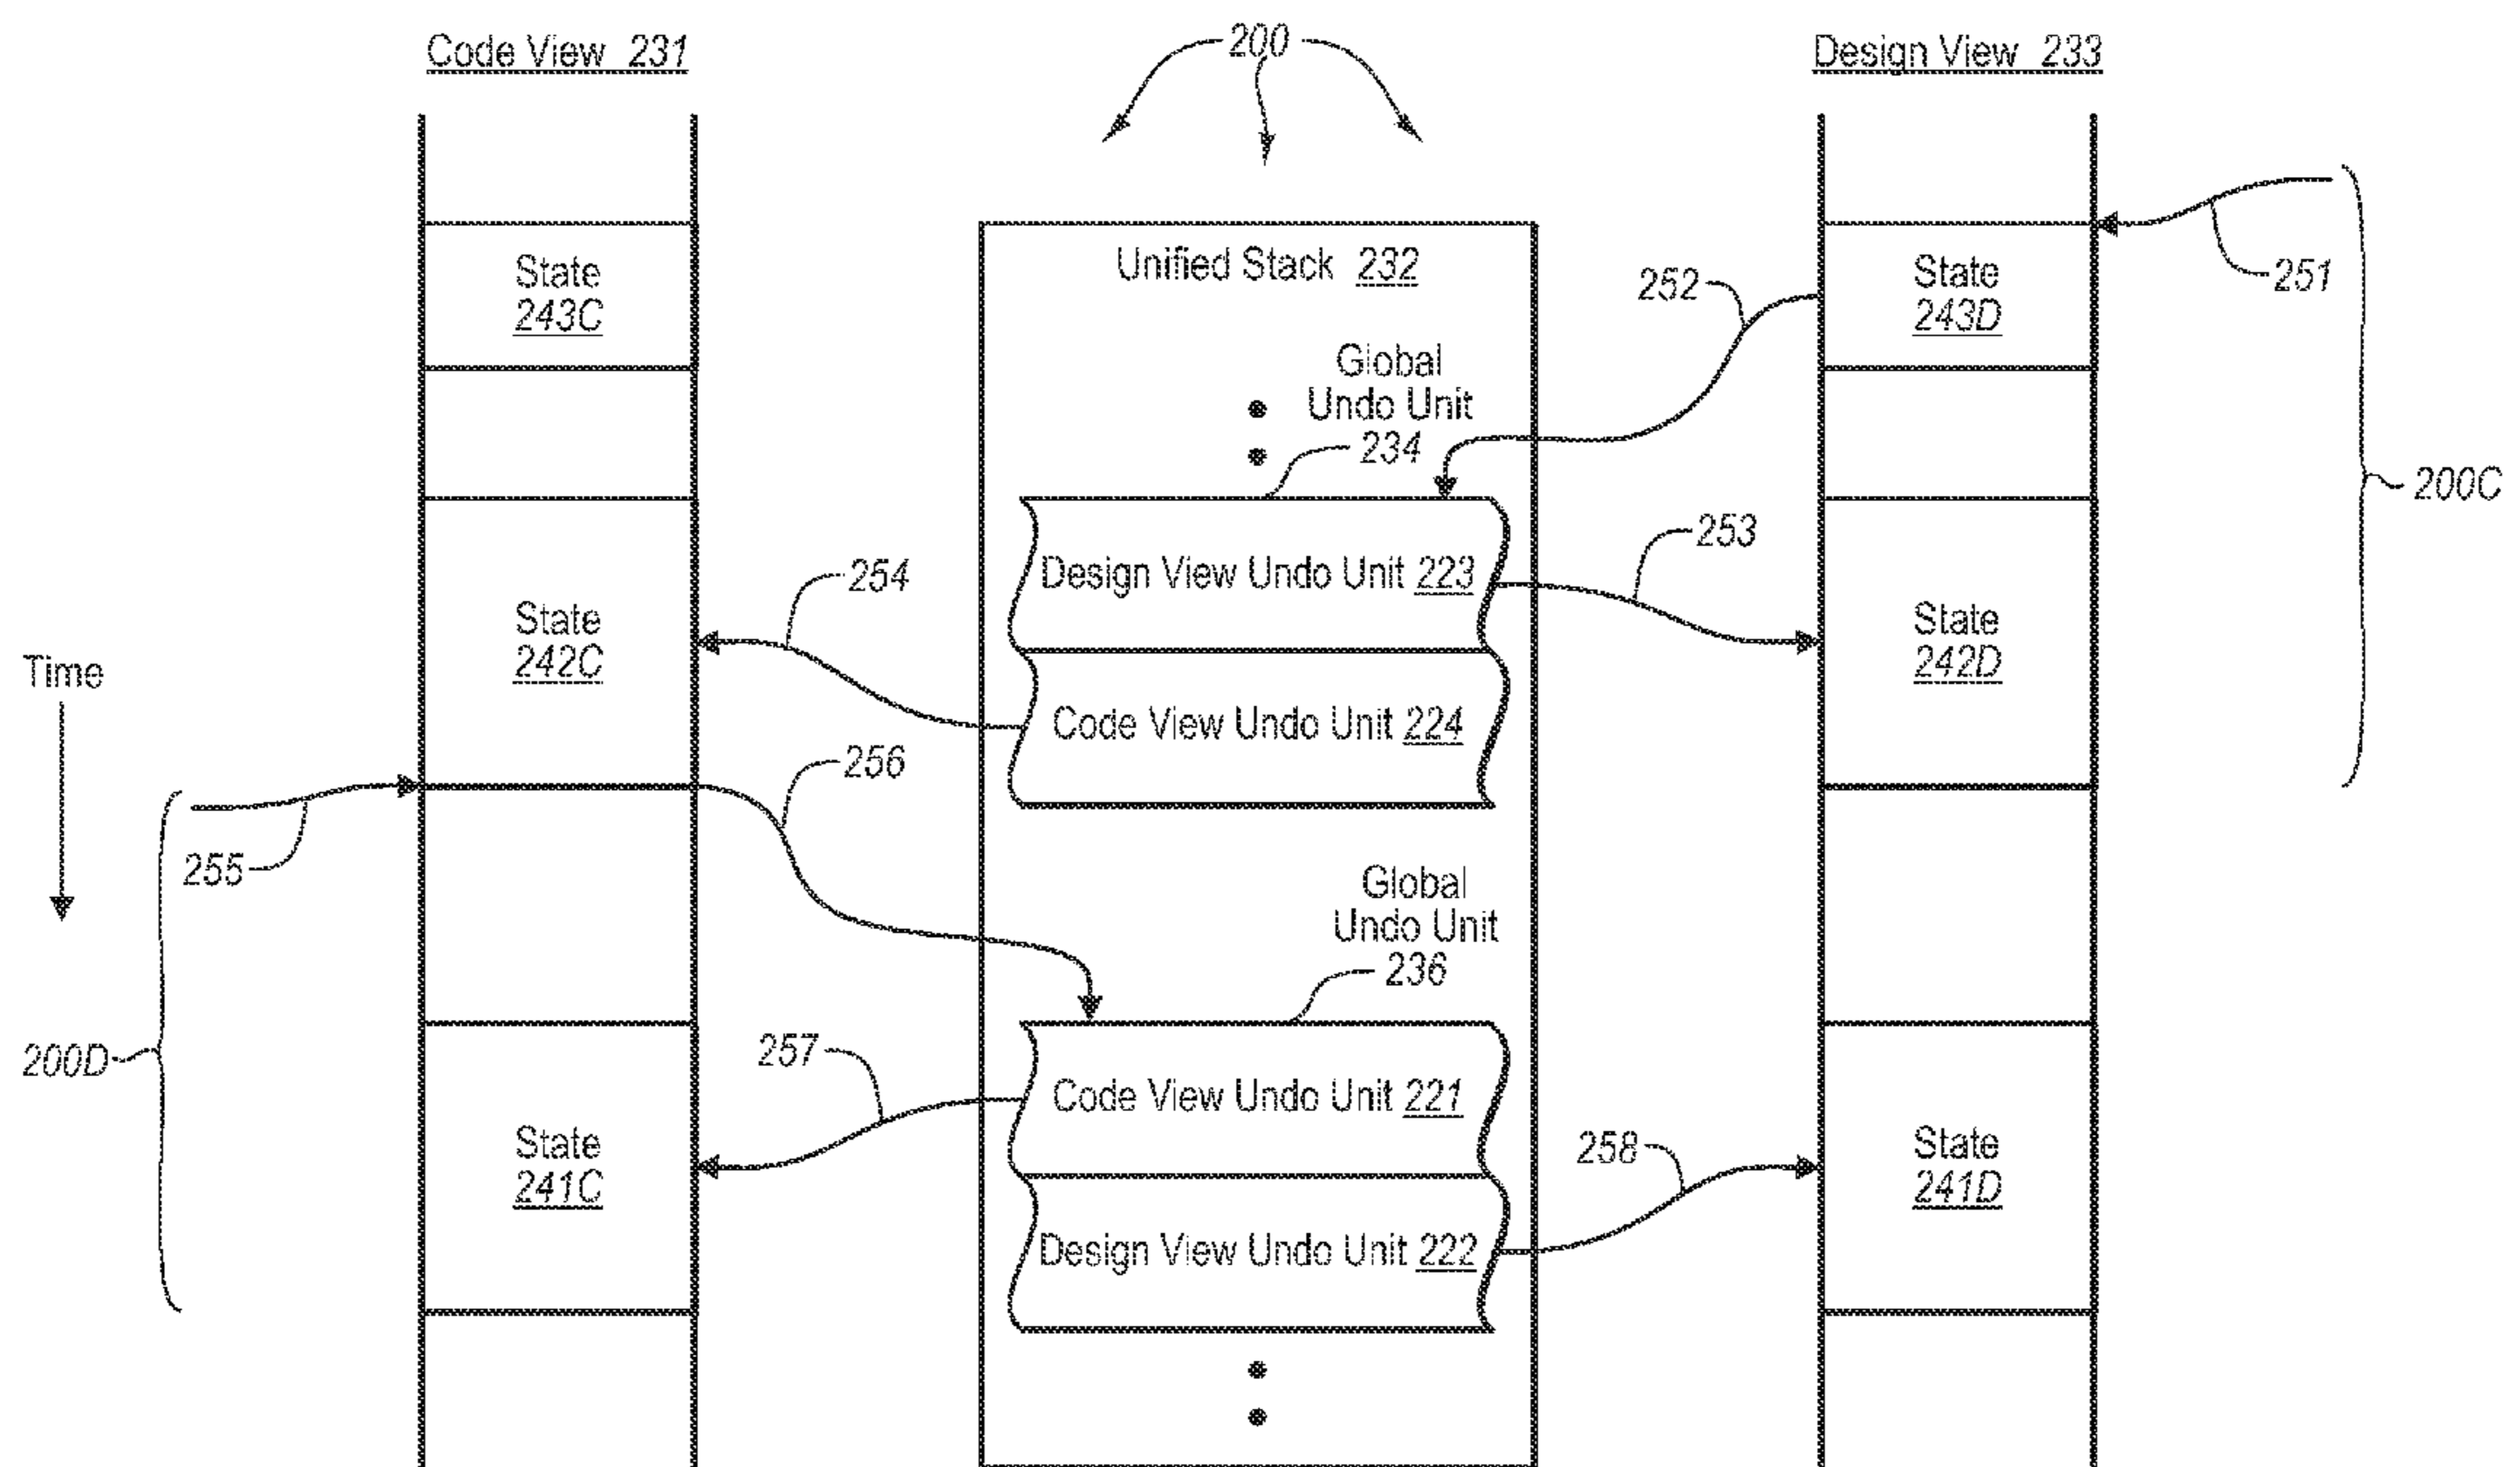 Code View 231
200
Design View 233
State
243C
Unified Stack 232
252
State
243D
251
Global
Undo Unit
234
200C
254
Design View Undo Unit 223
253
State
242C
State
242D
Time
Code View Undo Unit 224
256
255
Global
Undo Unit
236
200D
257
Code View Undo Unit 221
State
241C
258
State
241D
Design View Undo Unit 222